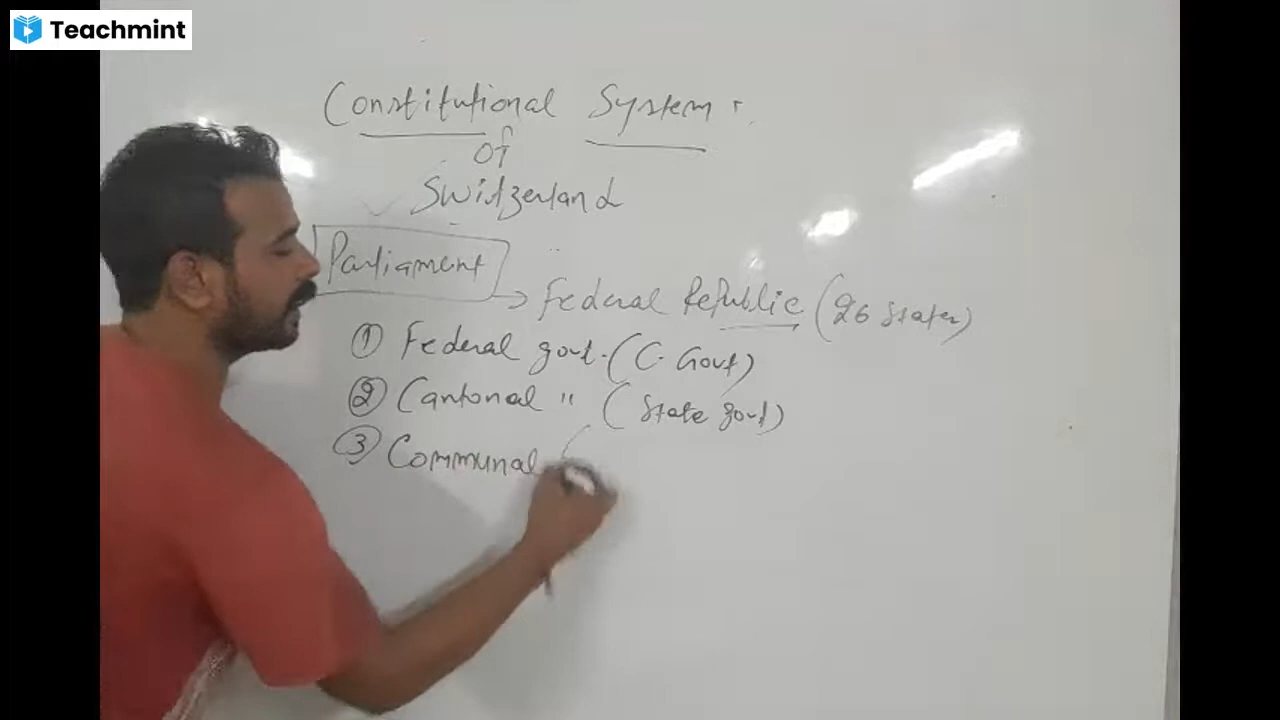 Teachmint
Constitutional System :
of
Switzerland
Parliament
Federal Republic (26 States)
① Federal govt. (C. Govt)
② Cantonal " (State govt)
③ Communal (